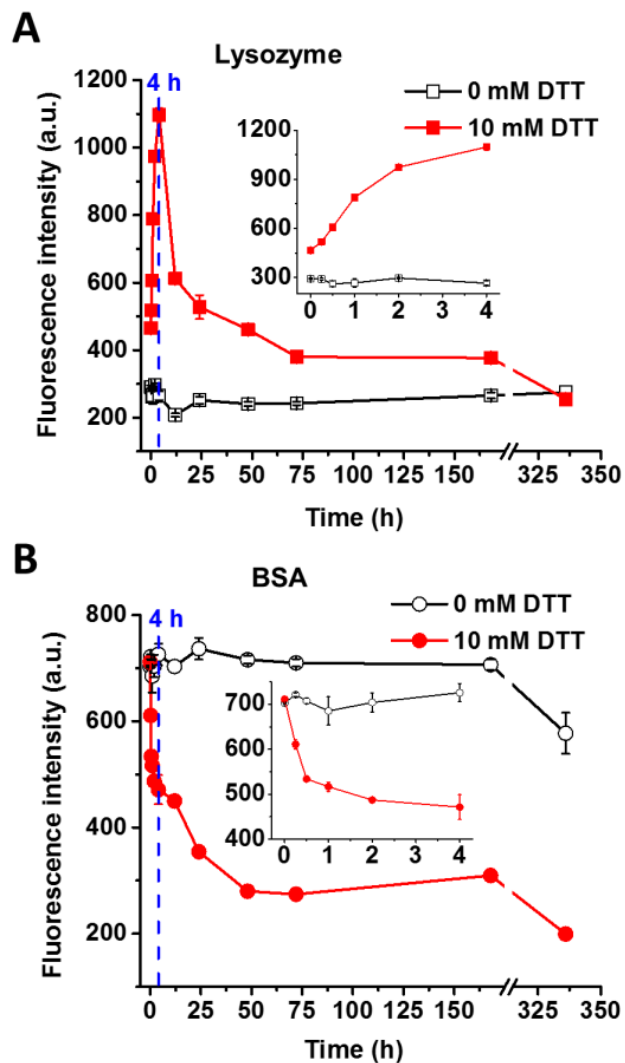 A
Lysozyme
4 h
0 mM DTT
10 mM DTT
Fluorescence intensity (a.u.)
1200
1000
800
600
400
200
1200
900
600
300
0 1 2 3 4
0 25 50 75 100 125 150 325 350
Time (h)
B
BSA
4 h
0 mM DTT
10 mM DTT
Fluorescence intensity (a.u.)
800
600
400
200
700
600
500
400
0 1 2 3 4
0 25 50 75 100 125 150 325 350
Time (h)